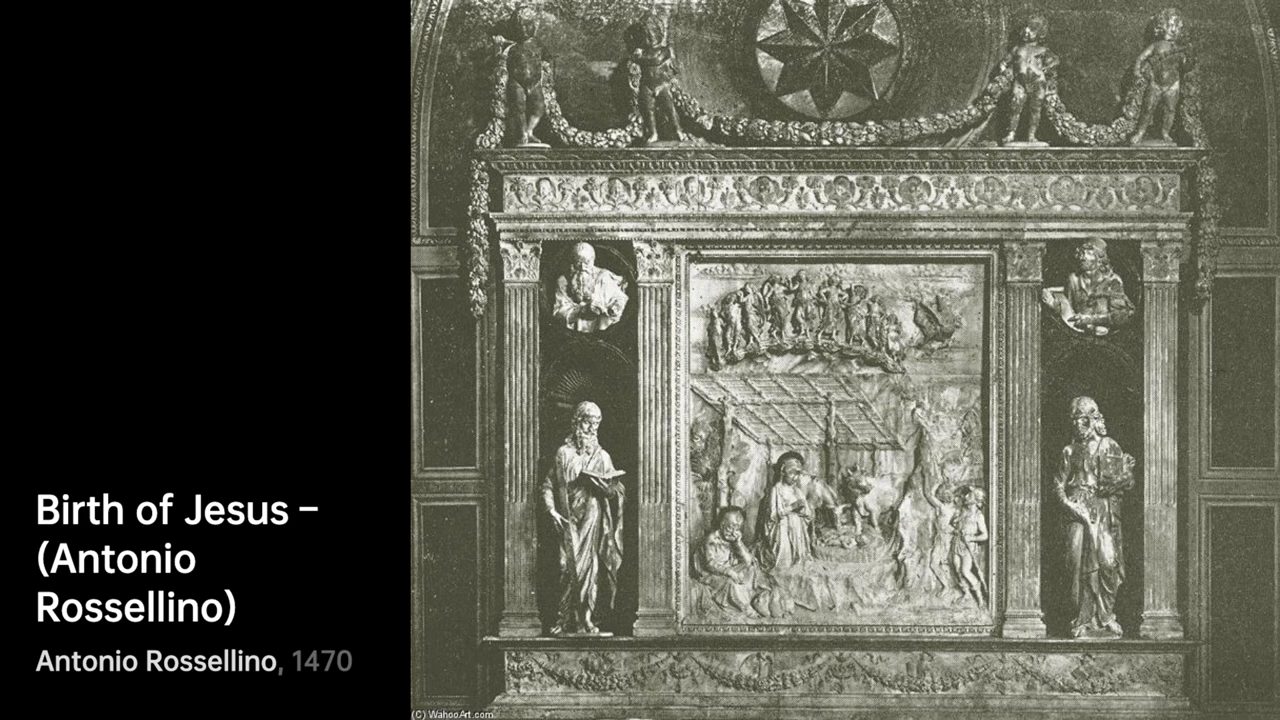 Birth of Jesus –
(Antonio
Rossellino)
Antonio Rossellino, 1470
(C) WahooArt.com